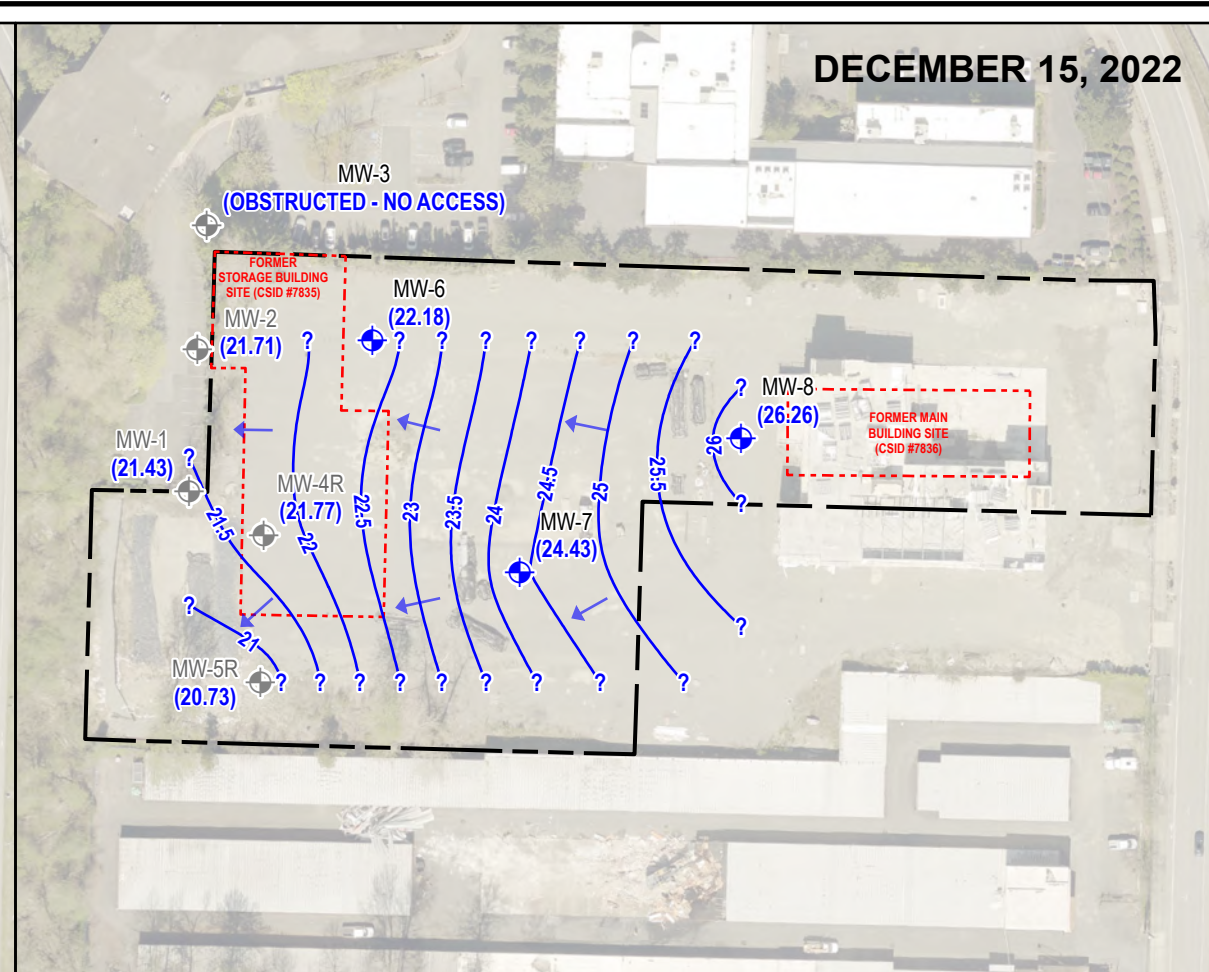 DECEMBER 15, 2022
MW-3
(OBSTRUCTED - NO ACCESS)
FORMER
STORAGE BUILDING
SITE (CSID #7835)
MW-6
(22.18)
MW-2
(21.71)
?
?
?
?
?
?
?
?
?
MW-8
(26.26)
FORMER MAIN
BUILDING SITE
(CSID #7836)
MW-1
(21.43)
?
26
?
MW-4R
(21.77)
21.5
22
22.5
23
23.5
24
24.5
25
25.5
MW-7
(24.43)
?
21
?
MW-5R
(20.73)
?
?
?
?
?
?
?
?
?